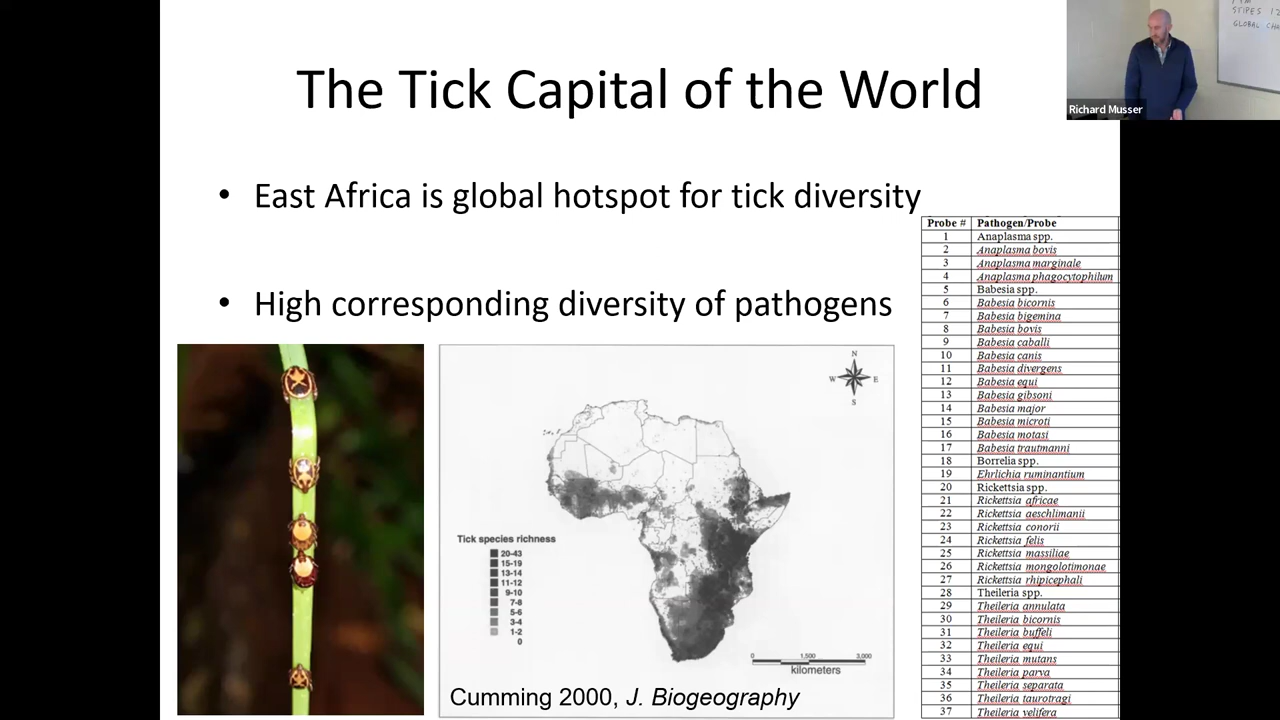 The Tick Capital of the World
STIPES 12
GLOBAL CHA
Richard Musser
• East Africa is global hotspot for tick diversity
• High corresponding diversity of pathogens
N
W E
S
Tick species richness
20-43
15-19
13-14
11-12
9-10
7-8
5-6
3-4
1-2
0
0 1,500 3,000
kilometers
Cumming 2000, J. Biogeography
Probe # Pathogen/Probe
1 Anaplasma spp.
2 Anaplasma bovis
3 Anaplasma marginale
4 Anaplasma phagocytophilum
5 Babesia spp.
6 Babesia bicornis
7 Babesia bigemina
8 Babesia bovis
9 Babesia caballi
10 Babesia canis
11 Babesia divergens
12 Babesia equi
13 Babesia gibsoni
14 Babesia major
15 Babesia microti
16 Babesia motasi
17 Babesia trautmanni
18 Borrelia spp.
19 Ehrlichia ruminantium
20 Rickettsia spp.
21 Rickettsia africae
22 Rickettsia aeschlimanii
23 Rickettsia conorii
24 Rickettsia felis
25 Rickettsia massiliae
26 Rickettsia mongolotimonae
27 Rickettsia rhipicephali
28 Theileria spp.
29 Theileria annulata
30 Theileria bicornis
31 Theileria buffeli
32 Theileria equi
33 Theileria mutans
34 Theileria parva
35 Theileria separata
36 Theileria taurotragi
37 Theileria velifera